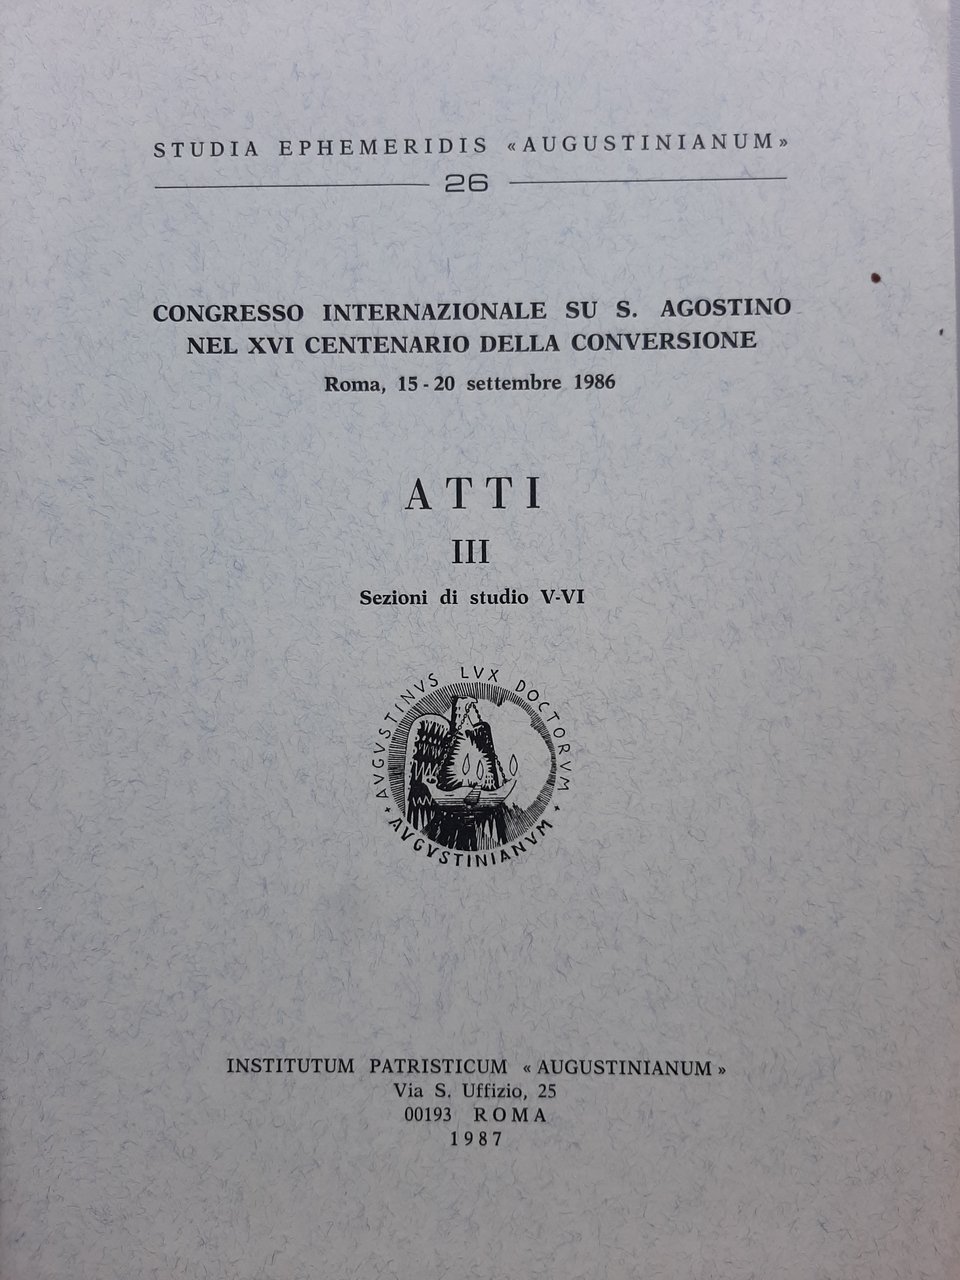 STUDIA EPHEMERIDIS «AUGUSTINIANUM»
26
CONGRESSO INTERNAZIONALE SU S. AGOSTINO
NEL XVI CENTENARIO DELLA CONVERSIONE
Roma, 15-20 settembre 1986
ATTI
III
Sezioni di studio V-VI
AVGVSTINVS LVX DOCTORVM
AVGVSTINIANVM
INSTITUTUM PATRISTICUM «AUGUSTINIANUM»
Via S. Uffizio, 25
00193 ROMA
1987